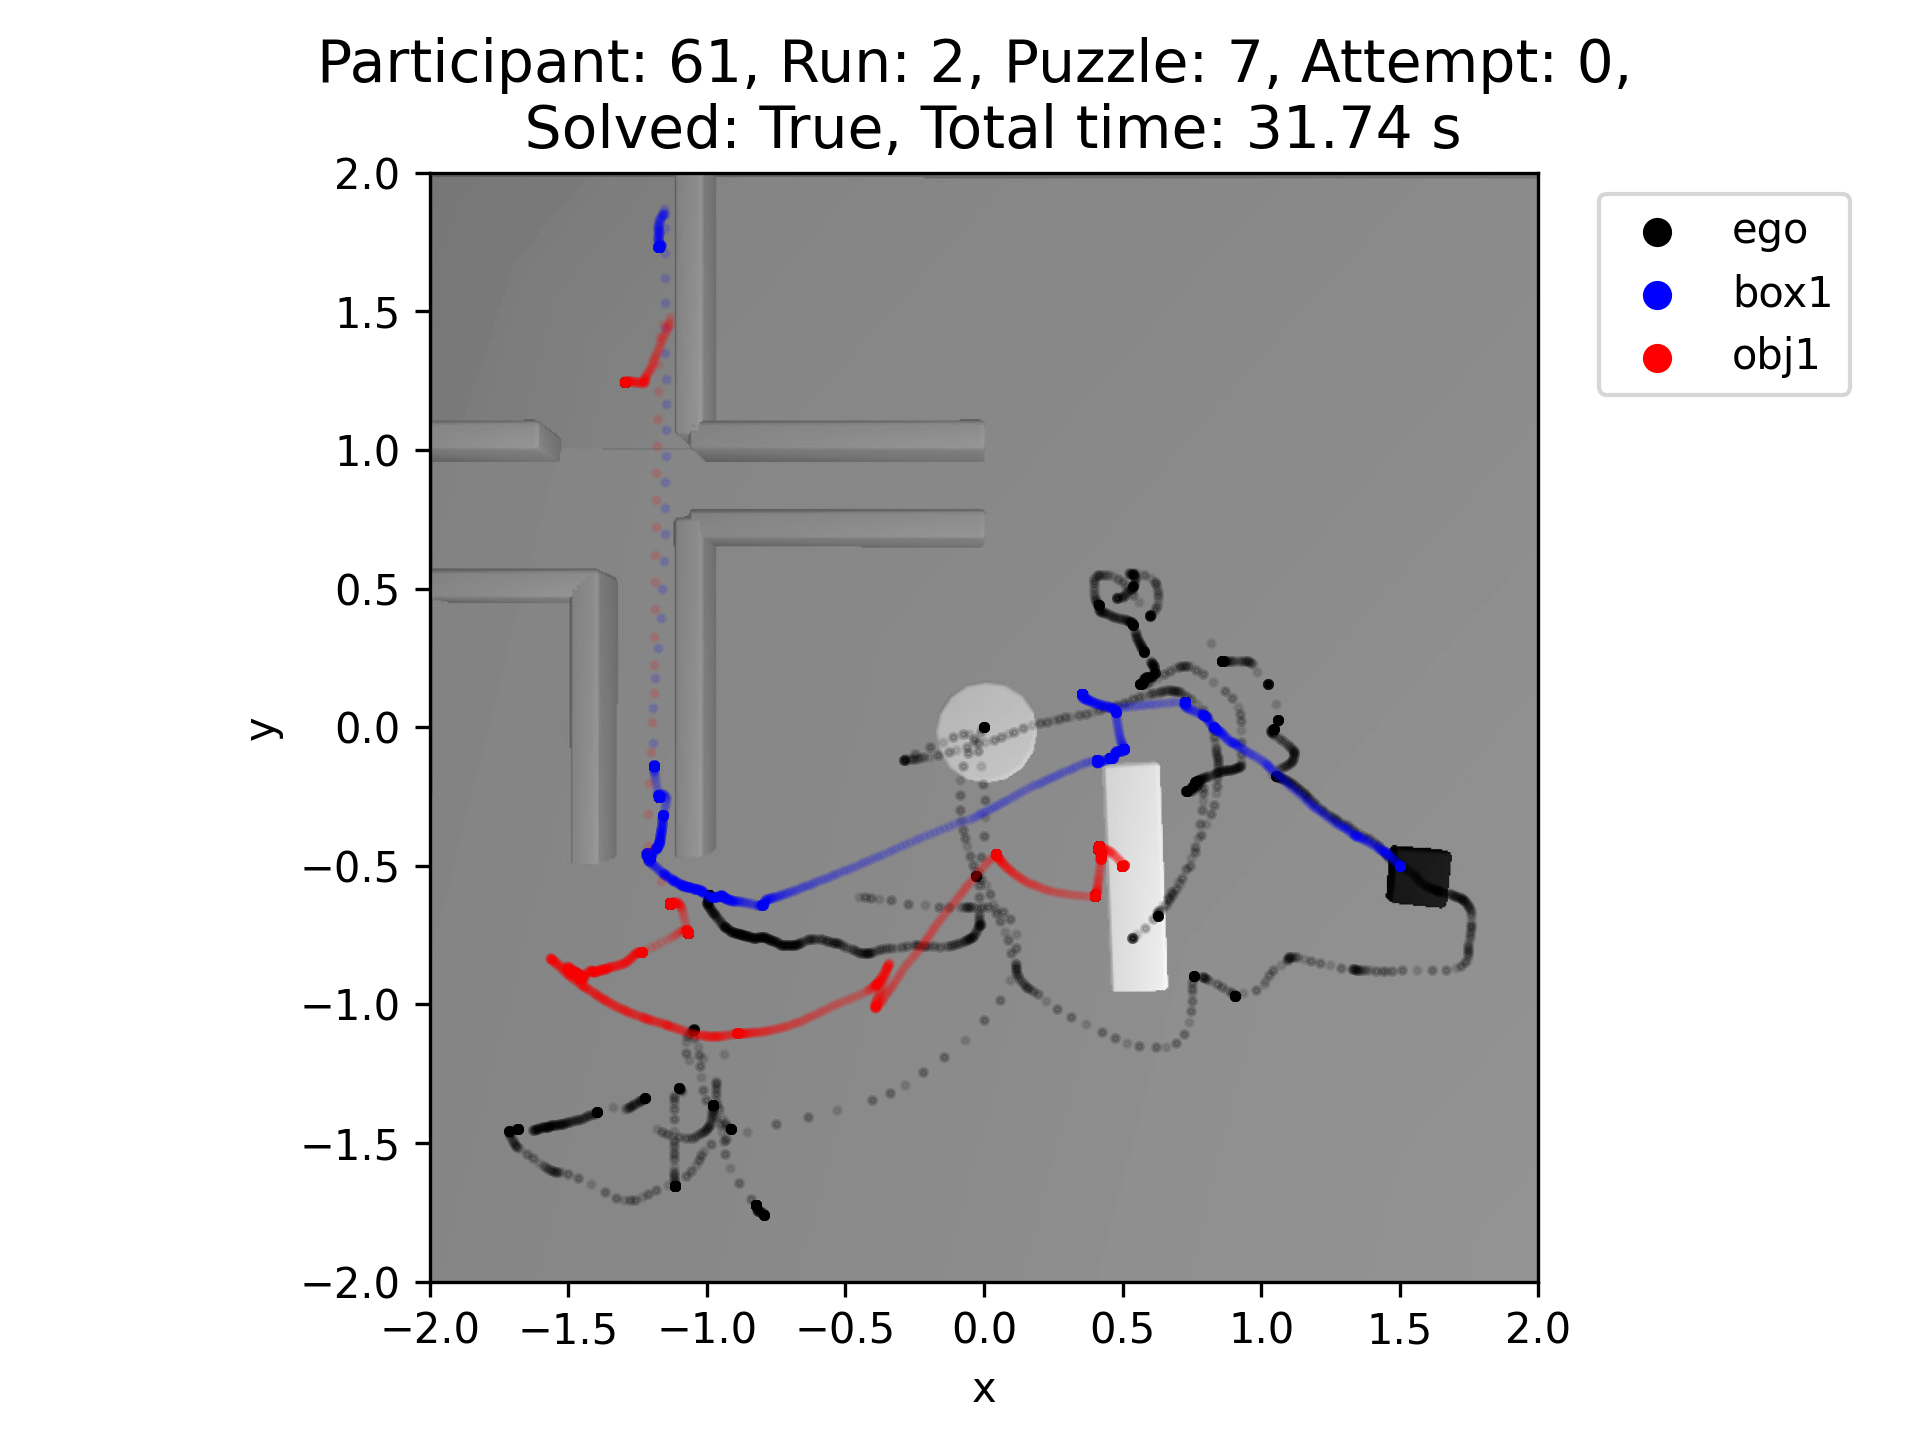 Participant: 61, Run: 2, Puzzle: 7, Attempt: 0,
Solved: True, Total time: 31.74 s
ego
box1
obj1
2.0
1.5
1.0
0.5
0.0
−0.5
−1.0
−1.5
−2.0
y
−2.0 −1.5 −1.0 −0.5 0.0 0.5 1.0 1.5 2.0
x